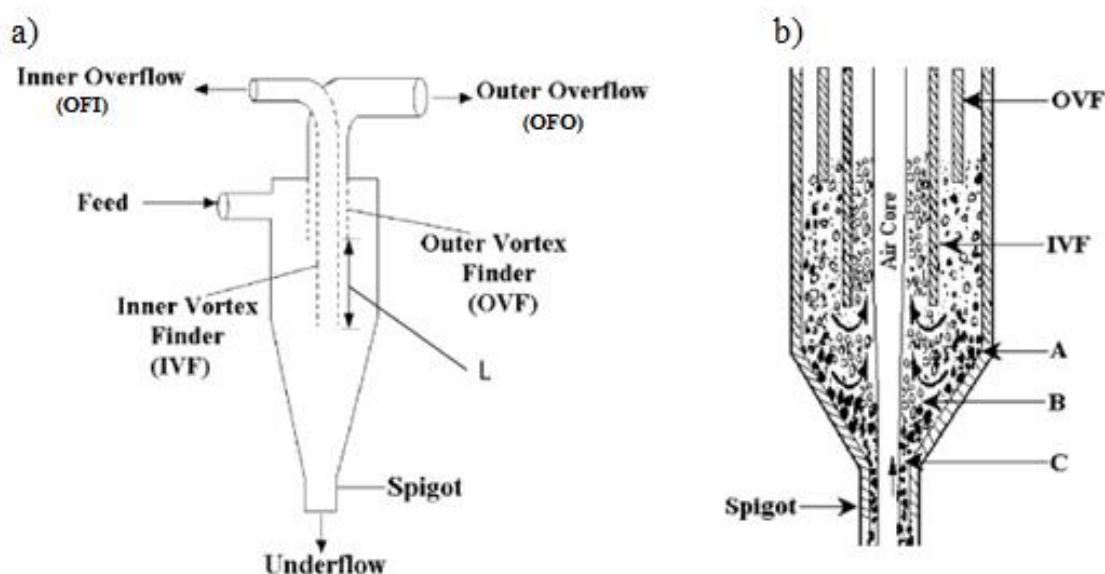 a)
Inner Overflow
(OFI)
Outer Overflow
(OFO)
Feed
Outer Vortex
Finder
(OVF)
Inner Vortex
Finder
(IVF)
L
Spigot
Underflow
b)
OVF
Air Core
IVF
A
B
C
Spigot